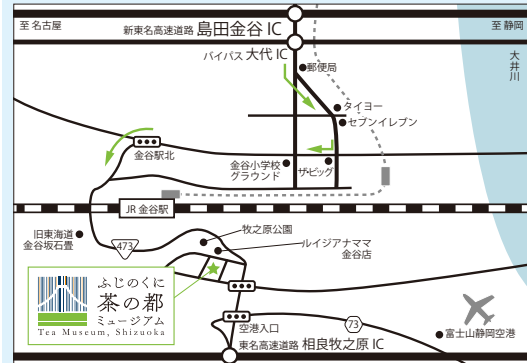 至 名古屋
新東名高速道路 島田金谷 IC
至 静岡
バイパス 大代 IC
大井川
郵便局
タイヨー
セブンイレブン
金谷駅北
金谷小学校
グラウンド
ザ・ビッグ
JR 金谷駅
旧東海道
金谷坂石畳
473
牧之原公園
ルイジアナママ
金谷店
ふじのくに
茶の都
ミュージアム
Tea Museum, Shizuoka
空港入口
73
富士山静岡空港
東名高速道路 相良牧之原 IC